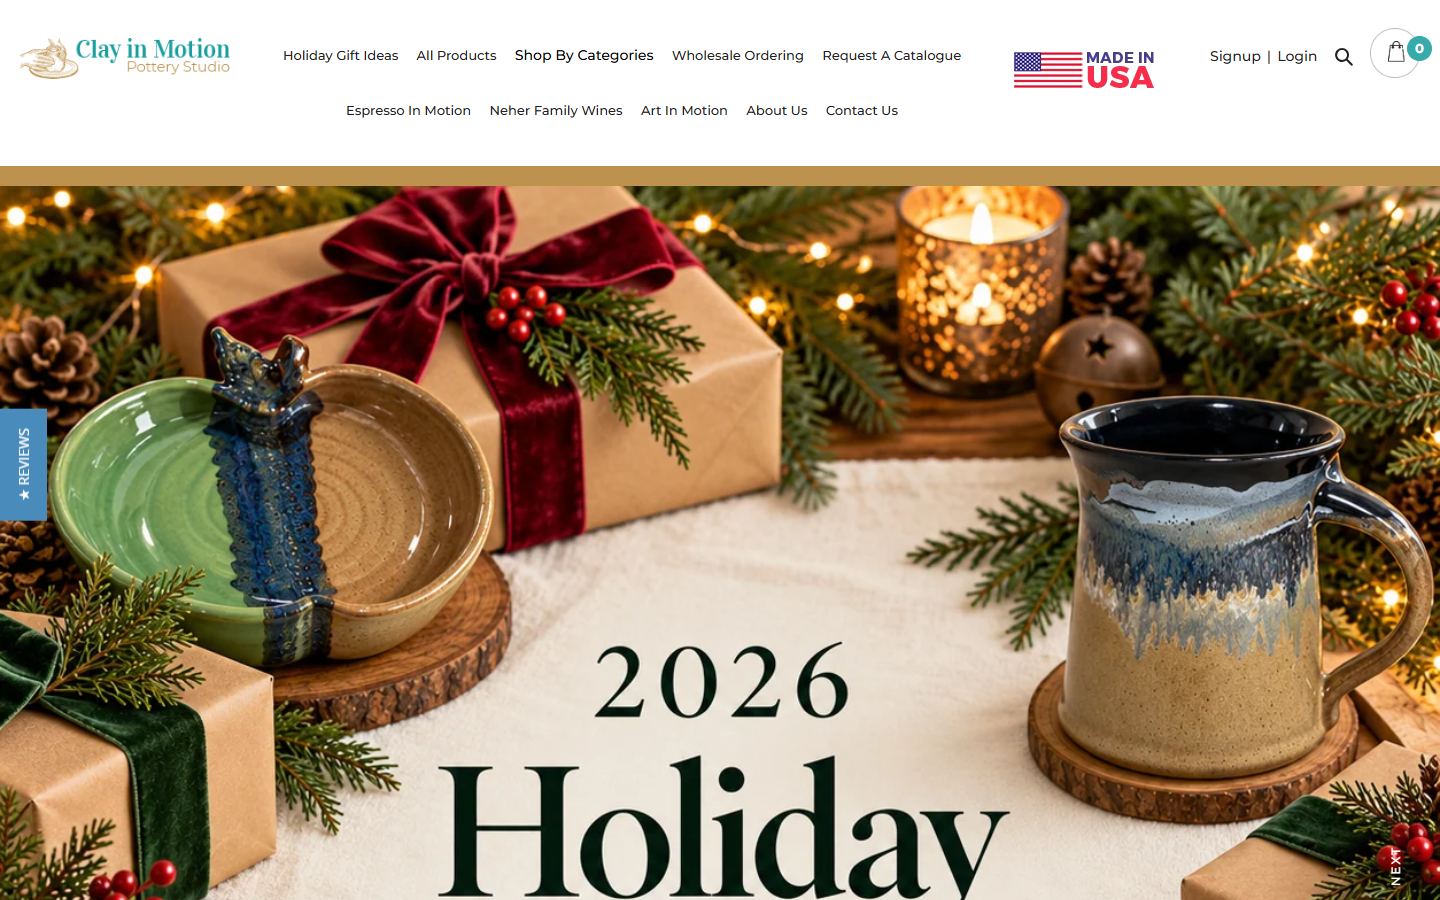 Clay in Motion
Pottery Studio
Holiday Gift Ideas
All Products
Shop By Categories
Wholesale Ordering
Request A Catalogue
Espresso In Motion
Neher Family Wines
Art In Motion
About Us
Contact Us
MADE IN
USA
Signup | Login
0
★ REVIEWS
2026
Holiday
NEXT